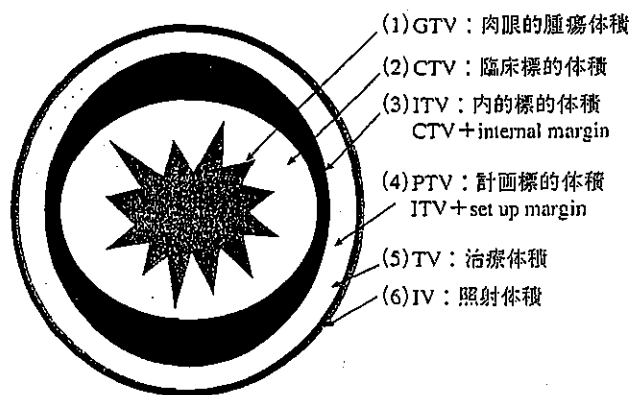 (1)GTV：肉眼的腫瘍体積
(2)CTV：臨床標的体積
(3)ITV：内的標的体積
CTV＋internal margin
(4)PTV：計画標的体積
ITV＋set up margin
(5)TV：治療体積
(6)IV：照射体積